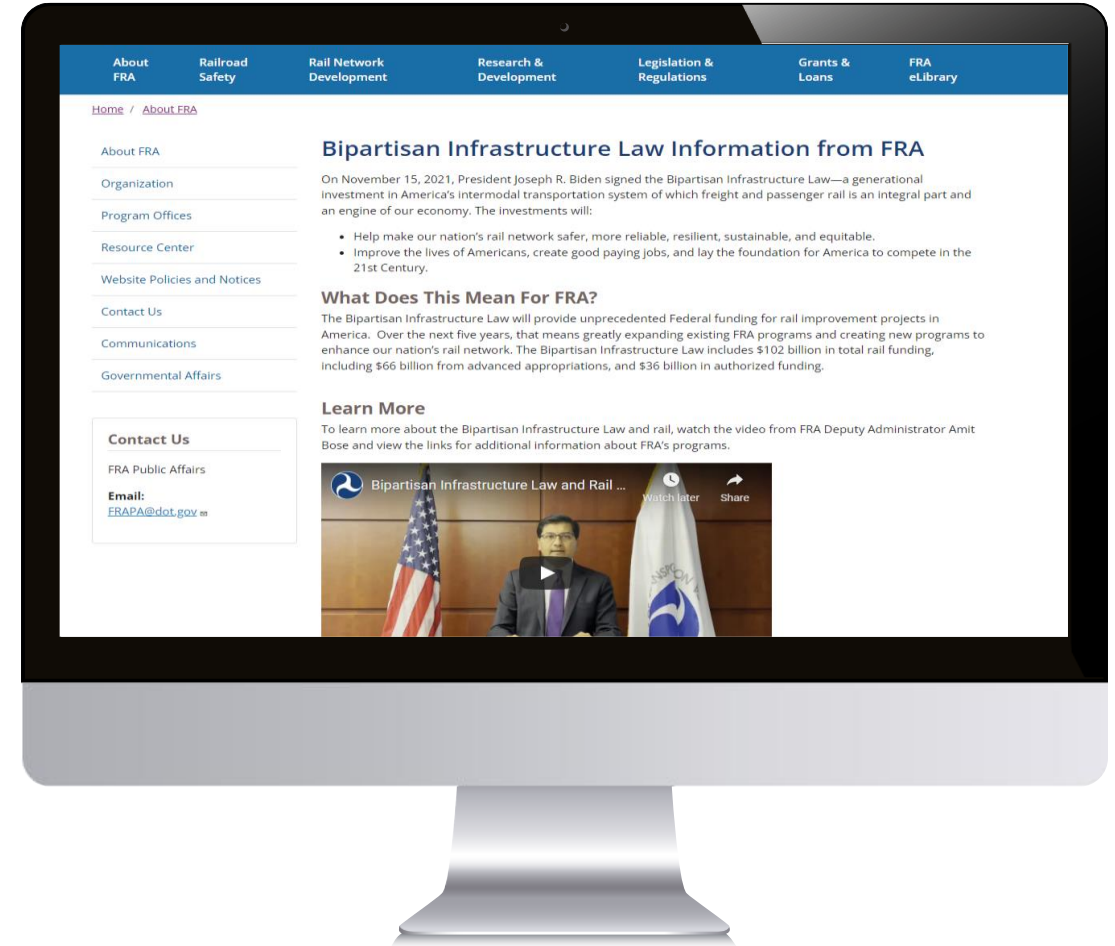 About FRA
Railroad Safety
Rail Network Development
Research & Development
Legislation & Regulations
Grants & Loans
FRA eLibrary
Home / About FRA
About FRA
Organization
Program Offices
Resource Center
Website Policies and Notices
Contact Us
Communications
Governmental Affairs
Contact Us
FRA Public Affairs
Email:
FRAPA@dot.gov
Bipartisan Infrastructure Law Information from FRA
On November 15, 2021, President Joseph R. Biden signed the Bipartisan Infrastructure Law—a generational
investment in America's intermodal transportation system of which freight and passenger rail is an integral part and
an engine of our economy. The investments will:
• Help make our nation's rail network safer, more reliable, resilient, sustainable, and equitable.
• Improve the lives of Americans, create good paying jobs, and lay the foundation for America to compete in the
21st Century.
What Does This Mean For FRA?
The Bipartisan Infrastructure Law will provide unprecedented Federal funding for rail improvement projects in
America. Over the next five years, that means greatly expanding existing FRA programs and creating new programs to
enhance our nation's rail network. The Bipartisan Infrastructure Law includes $102 billion in total rail funding,
including $66 billion from advanced appropriations, and $36 billion in authorized funding.
Learn More
To learn more about the Bipartisan Infrastructure Law and rail, watch the video from FRA Deputy Administrator Amit
Bose and view the links for additional information about FRA's programs.
Bipartisan Infrastructure Law and Rail ...
Watch later
Share